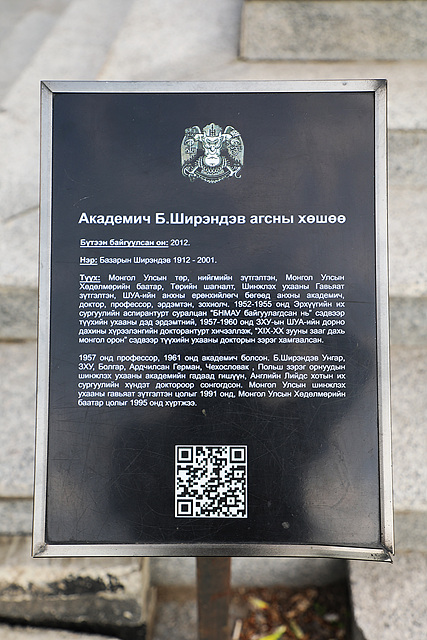 Академич Б.Ширэндэв агсны хөшөө
Бүтээн байгуулсан он: 2012.
Нэр: Базарын Ширэндэв 1912 - 2001.
Түүх: Монгол Улсын төр, нийгмийн зүтгэлтэн, Монгол Улсын
Хөдөлмөрийн баатар, Төрийн шагналт, Шинжлэх ухааны Гавьяат
зүтгэлтэн, ШУА-ийн анхны ерөнхийлөгч бөгөөд анхны академич,
доктор, профессор, эрдэмтэн, зохиолч. 1952-1955 онд Эрхүүгийн их
сургуулийн аспирантурт суралцан "БНМАУ байгуулагдсан нь" сэдвээр
түүхийн ухааны дэд эрдэмтний, 1957-1960 онд ЗХУ-ын ШУА-ийн дорно
дахины хүрээлэнгийн докторантурт хичээллэж, "XIX-XX зууны зааг дахь
монгол орон" сэдвээр түүхийн ухааны докторын зэрэг хамгаалсан.
1957 онд профессор, 1961 онд академич болсон. Б.Ширэндэв Унгар,
ЗХУ, Болгар, Ардчилсан Герман, Чехословак , Польш зэрэг орнуудын
шинжлэх ухааны академийн гадаад гишүүн, Английн Лийдс хотын их
сургуулийн хүндэт доктороор сонгогдсон. Монгол Улсын шинжлэх
ухааны гавьяат зүтгэлтэн цолыг 1991 онд, Монгол Улсын Хөдөлмөрийн
баатар цолыг 1995 онд хүртжээ.